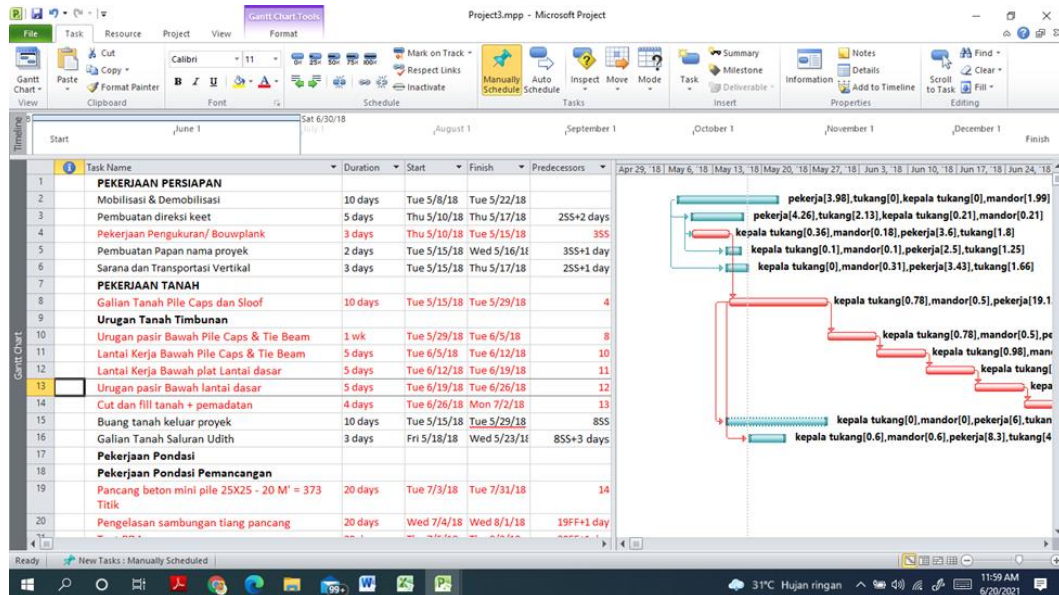 Gantt Chart Tools
Project3.mpp - Microsoft Project
File Task Resource Project View Format
Cut
Copy
Format Painter
Paste
Gantt Chart
Calibri 11
B I U
Mark on Track
Respect Links
Inactivate
Manually Schedule
Auto Schedule
Inspect Move Mode
Task
Summary
Milestone
Deliverable
Information
Notes
Details
Add to Timeline
Scroll to Task
Find
Clear
Fill
View Clipboard Font Schedule Tasks Insert Properties Editing
Timeline
Sat 6/30/18
Start
June 1 July 1 August 1 September 1 October 1 November 1 December 1
Finish
Task Name Duration Start Finish Predecessors
Apr 29, '18 May 6, '18 May 13, '18 May 20, '18 May 27, '18 Jun 3, '18 Jun 10, '18 Jun 17, '18 Jun 24, '18
1 PEKERJAAN PERSIAPAN
2 Mobilisasi & Demobilisasi 10 days Tue 5/8/18 Tue 5/22/18
pekerja[3.98],tukang[0],kepala tukang[0],mandor[1.99]
3 Pembuatan direksi keet 5 days Thu 5/10/18 Thu 5/17/18 2SS+2 days
pekerja[4.26],tukang[2.13],kepala tukang[0.21],mandor[0.21]
4 Pekerjaan Pengukuran/ Bouwplank 3 days Thu 5/10/18 Tue 5/15/18 3SS
kepala tukang[0.36],mandor[0.18],pekerja[3.6],tukang[1.8]
5 Pembuatan Papan nama proyek 2 days Tue 5/15/18 Wed 5/16/18 3SS+1 day
kepala tukang[0.1],mandor[0.1],pekerja[2.5],tukang[1.25]
6 Sarana dan Transportasi Vertikal 3 days Tue 5/15/18 Thu 5/17/18 2SS+1 day
kepala tukang[0],mandor[0.31],pekerja[3.43],tukang[1.66]
7 PEKERJAAN TANAH
8 Galian Tanah Pile Caps dan Sloof 10 days Tue 5/15/18 Tue 5/29/18 4
kepala tukang[0.78],mandor[0.5],pekerja[19.1
9 Urugan Tanah Timbunan
10 Urugan pasir Bawah Pile Caps & Tie Beam 1 wk Tue 5/29/18 Tue 6/5/18 8
kepala tukang[0.78],mandor[0.5],pe
11 Lantai Kerja Bawah Pile Caps & Tie Beam 5 days Tue 6/5/18 Tue 6/12/18 10
kepala tukang[0.98],man
12 Lantai Kerja Bawah plat Lantai dasar 5 days Tue 6/12/18 Tue 6/19/18 11
kepala tukang[
13 Urugan pasir Bawah lantai dasar 5 days Tue 6/19/18 Tue 6/26/18 12
kepa
14 Cut dan fill tanah + pemadatan 4 days Tue 6/26/18 Mon 7/2/18 13
15 Buang tanah keluar proyek 10 days Tue 5/15/18 Tue 5/29/18 8SS
kepala tukang[0],mandor[0],pekerja[6],tukan
16 Galian Tanah Saluran Udith 3 days Fri 5/18/18 Wed 5/23/18 8SS+3 days
kepala tukang[0.6],mandor[0.6],pekerja[8.3],tukang[4
17 Pekerjaan Pondasi
18 Pekerjaan Pondasi Pemancangan
19 Pancang beton mini pile 25X25 - 20 M' = 373 Titik 20 days Tue 7/3/18 Tue 7/31/18 14
20 Pengelasan sambungan tiang pancang 20 days Wed 7/4/18 Wed 8/1/18 19FF+1 day
Gantt Chart
Ready New Tasks : Manually Scheduled
99+
31°C Hujan ringan
11:59 AM
6/20/2021